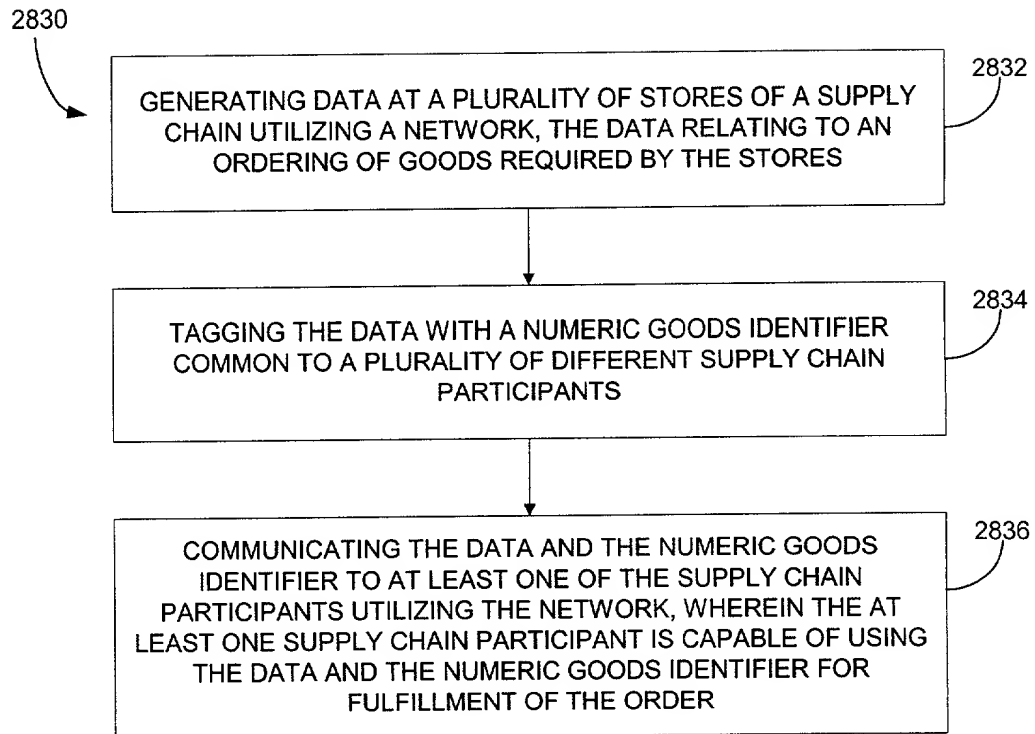 2830
2832
GENERATING DATA AT A PLURALITY OF STORES OF A SUPPLY
CHAIN UTILIZING A NETWORK, THE DATA RELATING TO AN
ORDERING OF GOODS REQUIRED BY THE STORES
2834
TAGGING THE DATA WITH A NUMERIC GOODS IDENTIFIER
COMMON TO A PLURALITY OF DIFFERENT SUPPLY CHAIN
PARTICIPANTS
2836
COMMUNICATING THE DATA AND THE NUMERIC GOODS
IDENTIFIER TO AT LEAST ONE OF THE SUPPLY CHAIN
PARTICIPANTS UTILIZING THE NETWORK, WHEREIN THE AT
LEAST ONE SUPPLY CHAIN PARTICIPANT IS CAPABLE OF USING
THE DATA AND THE NUMERIC GOODS IDENTIFIER FOR
FULFILLMENT OF THE ORDER